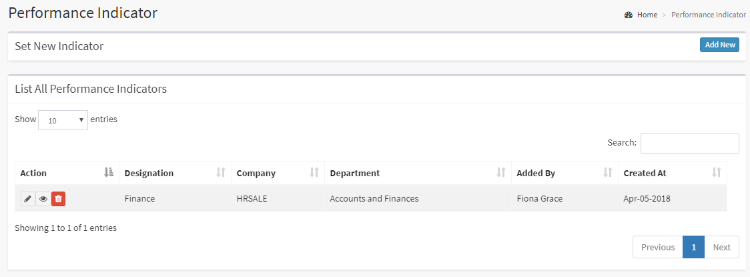 Performance Indicator
Home > Performance Indicator
Set New Indicator
Add New
List All Performance Indicators
Show 10 entries
Search:
Action Designation Company Department Added By Created At
Finance HRSALE Accounts and Finances Fiona Grace Apr-05-2018
Showing 1 to 1 of 1 entries
Previous 1 Next